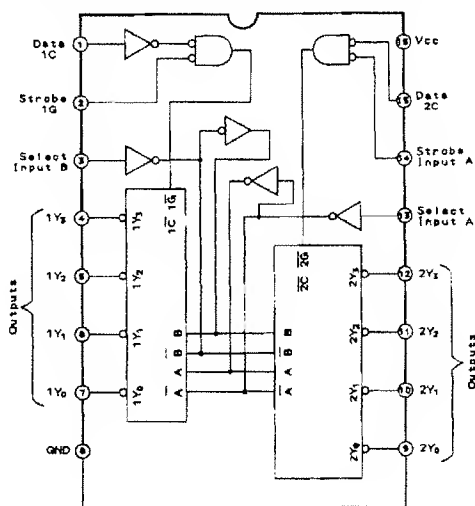 Data
1C
1
Strobe
1G
2
Select
Input B
3
1Y3
4
1Y2
5
1Y1
6
1Y0
7
Outputs
GND
8
Vcc
16
Data
2C
15
Strobe
Input A
14
Select
Input A
13
2Y3
12
2Y2
11
2Y1
10
2Y0
9
Outputs
1C 1G
1Y3
1Y2
1Y1
1Y0
B
B
A
A
2C 2G
2Y3
2Y2
2Y1
2Y0
B
B
A
A